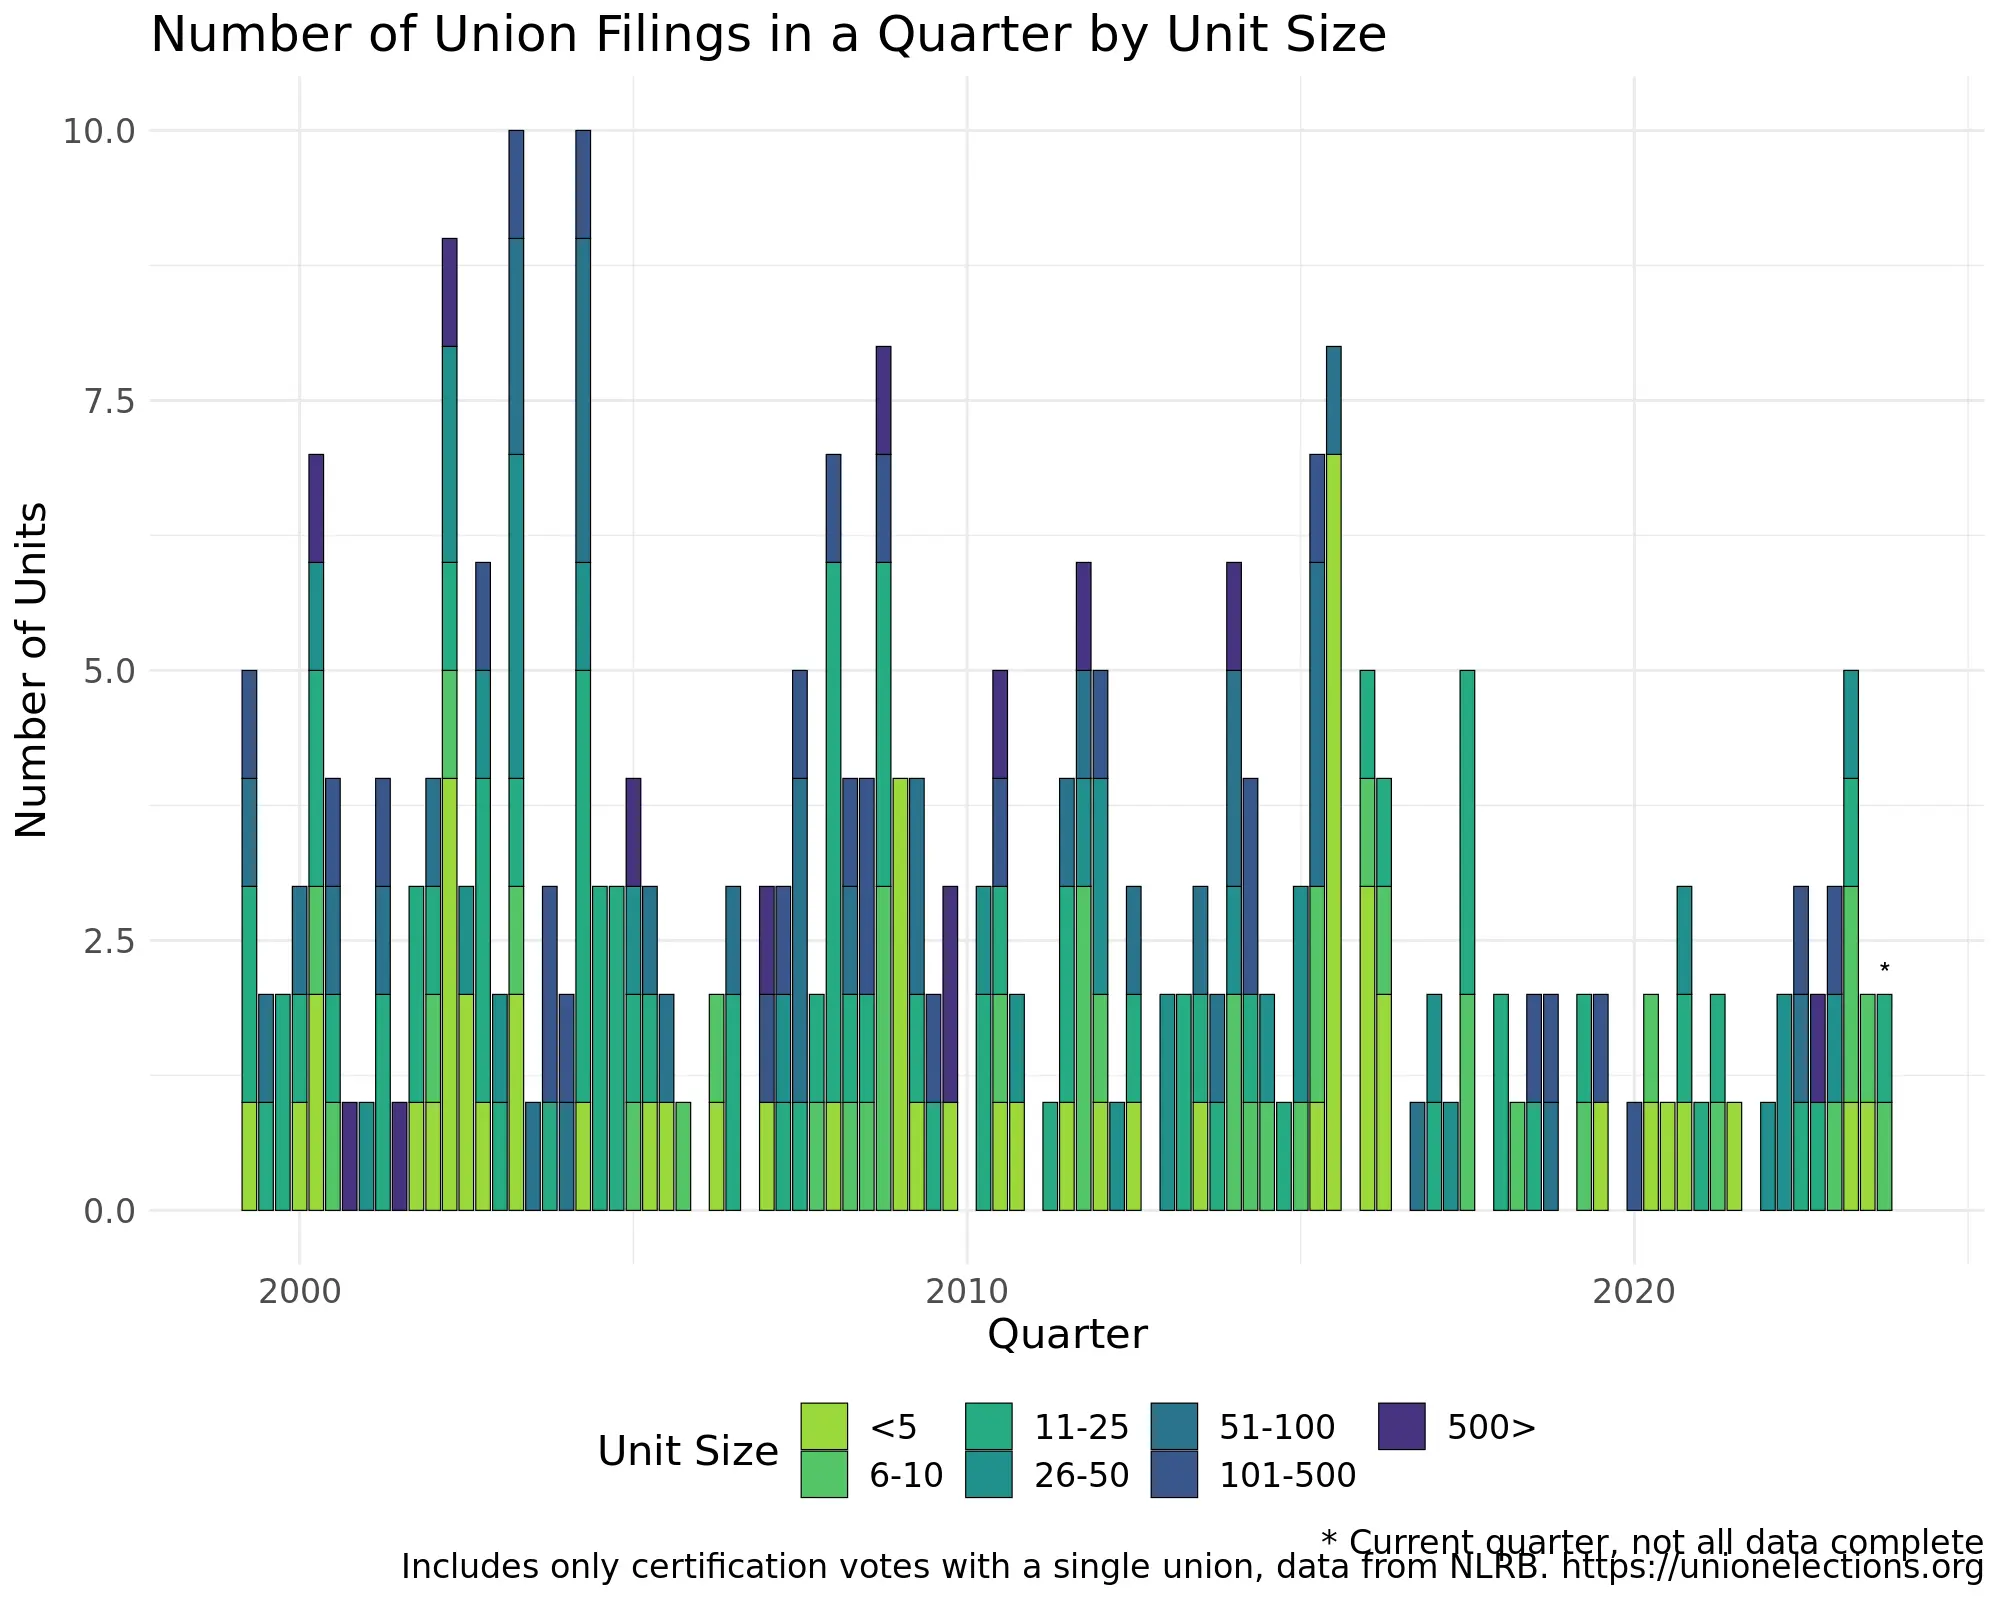 Number of Union Filings in a Quarter by Unit Size
10.0
7.5
5.0
2.5
0.0
Number of Units
*
2000 2010 2020
Quarter
Unit Size
<5 11-25 51-100 500>
6-10 26-50 101-500
* Current quarter, not all data complete
Includes only certification votes with a single union, data from NLRB. https://unionelections.org